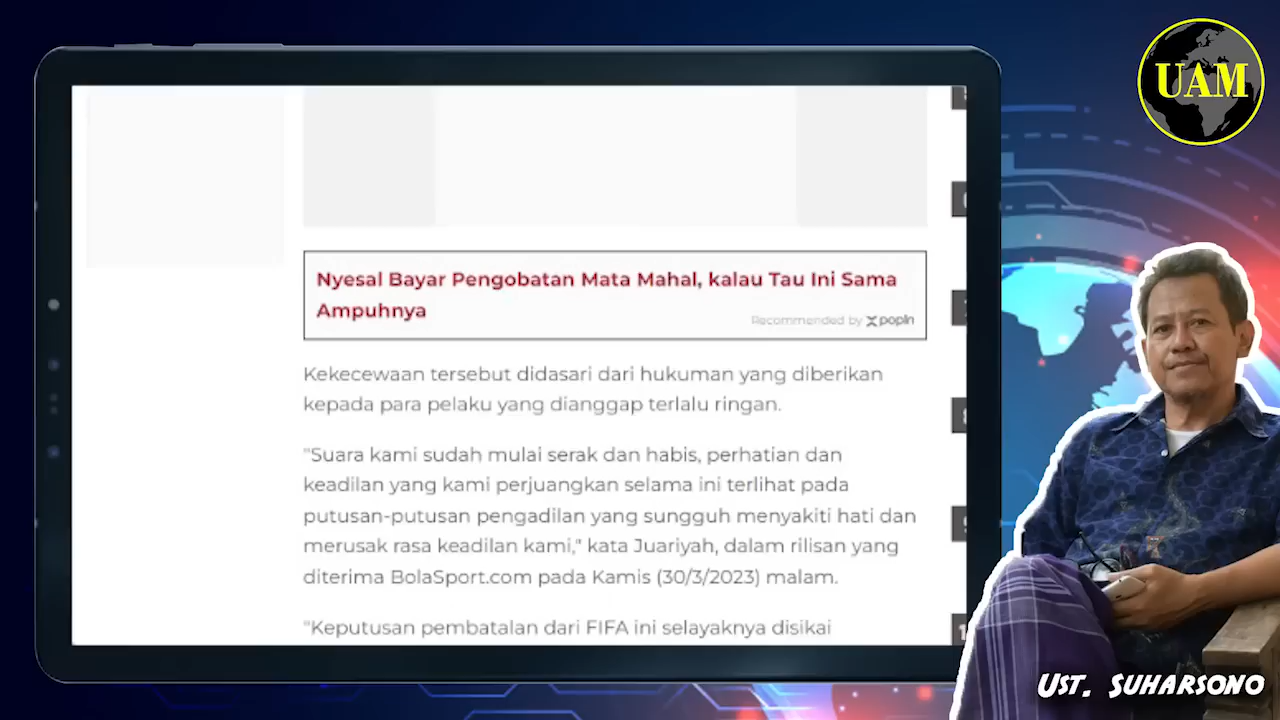 UAM
Nyesal Bayar Pengobatan Mata Mahal, kalau Tau Ini Sama
Ampuhnya
Recommended by popin
Kekecewaan tersebut didasari dari hukuman yang diberikan
kepada para pelaku yang dianggap terlalu ringan.
"Suara kami sudah mulai serak dan habis, perhatian dan
keadilan yang kami perjuangkan selama ini terlihat pada
putusan-putusan pengadilan yang sungguh menyakiti hati dan
merusak rasa keadilan kami," kata Juariyah, dalam rilisan yang
diterima BolaSport.com pada Kamis (30/3/2023) malam.
"Keputusan pembatalan dari FIFA ini selayaknya disikai
Ust. Suharsono